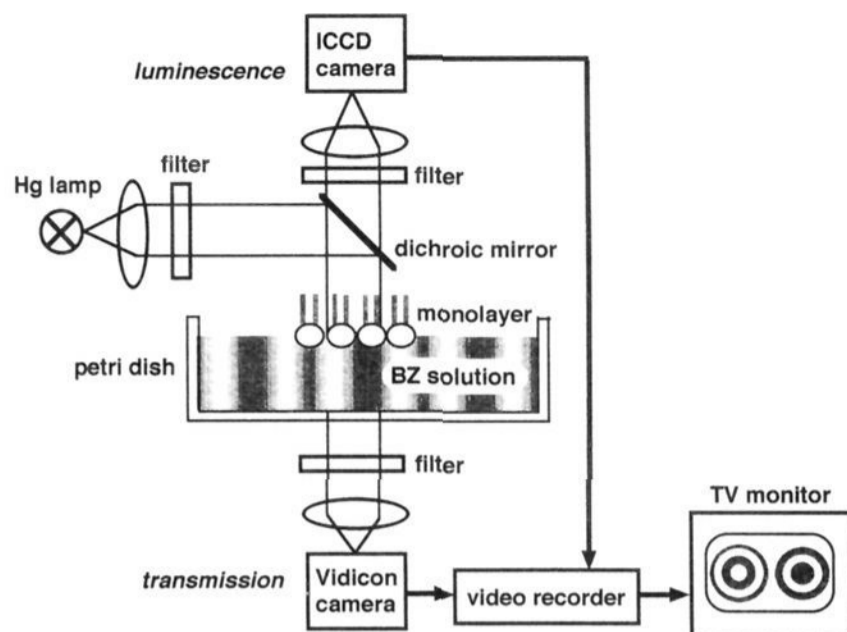 ICCD
camera
luminescence
filter
filter
Hg lamp
dichroic mirror
monolayer
petri dish
BZ solution
filter
TV monitor
transmission
Vidicon
camera
video recorder